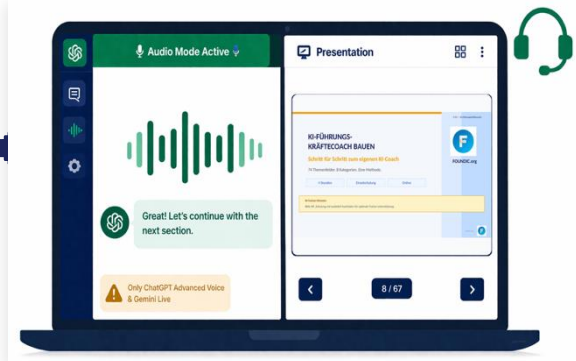 Audio Mode Active
Great! Let's continue with the
next section.
Only ChatGPT Advanced Voice
& Gemini Live
Presentation
KI-FÜHRUNGS-
KRÄFTECOACH BAUEN
Schritt für Schritt zum eigenen KI-Coach
FOUNDIC.org
8 / 67